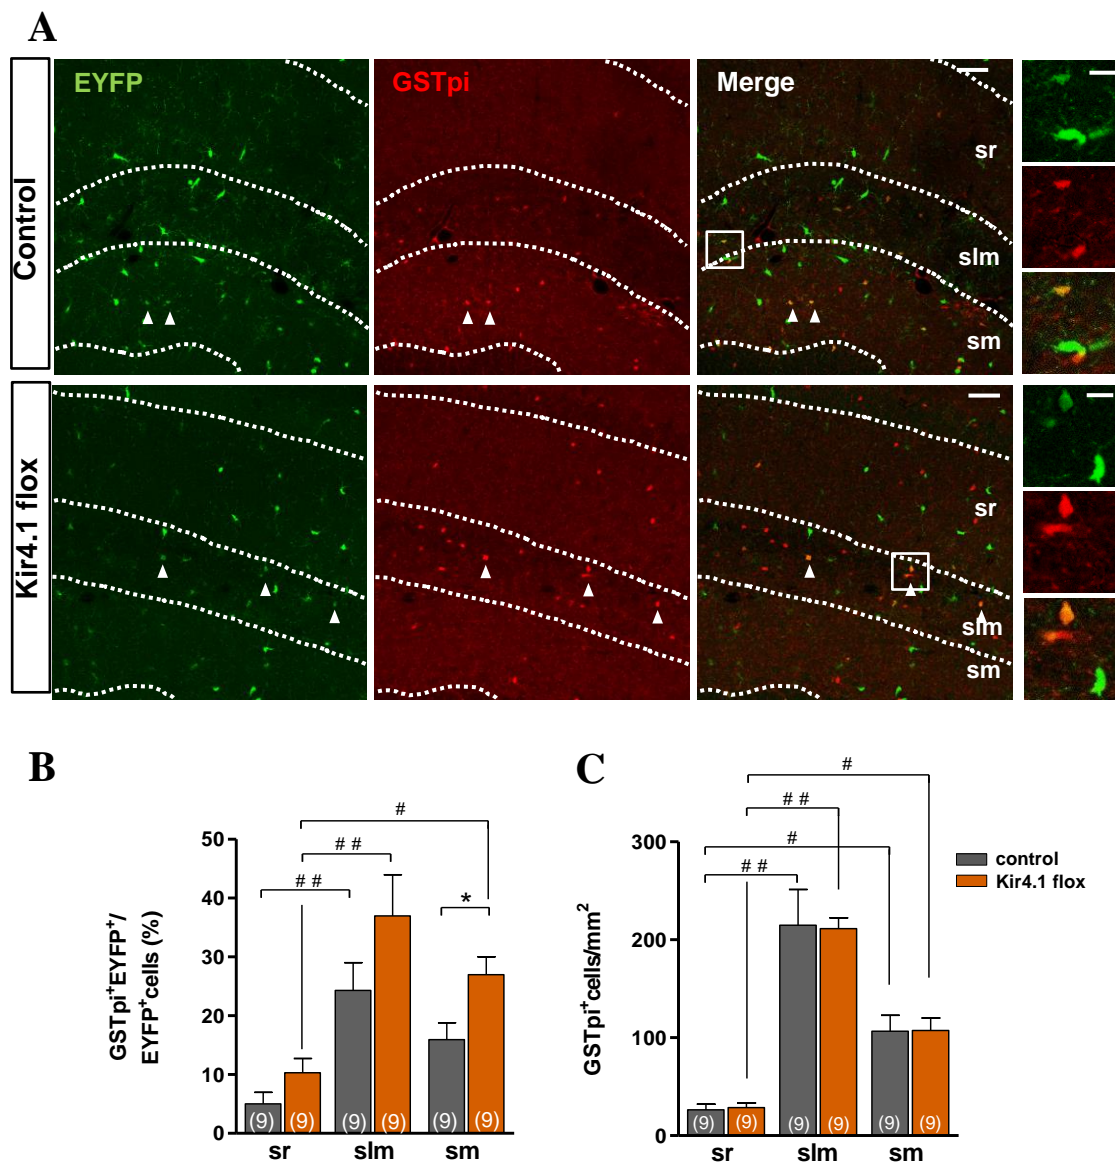 A
EYFP
GSTpi
Merge
Control
sr
slm
sm
Kir4.1 flox
sr
slm
sm
B
C
#
# #
# #
*
50
40
30
20
10
0
GSTpi⁺EYFP⁺/
EYFP⁺cells (%)
(9) (9) (9) (9) (9) (9)
sr slm sm
#
# #
#
# #
300
200
100
0
GSTpi⁺cells/mm²
control
Kir4.1 flox
(9) (9) (9) (9) (9) (9)
sr slm sm